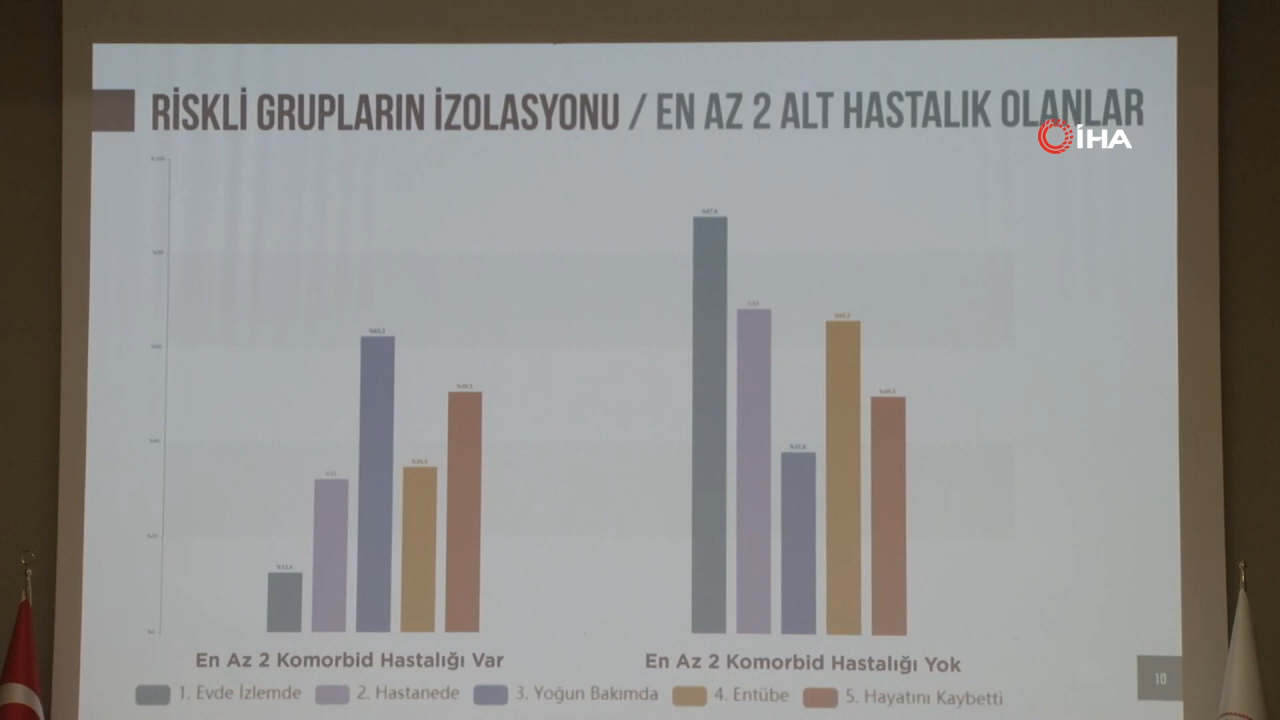 RİSKLİ GRUPLARIN İZOLASYONU / EN AZ 2 ALT HASTALIK OLANLAR
İHA
En Az 2 Komorbid Hastalığı Var
En Az 2 Komorbid Hastalığı Yok
1. Evde İzlemde
2. Hastanede
3. Yoğun Bakımda
4. Entübe
5. Hayatını Kaybetti
10